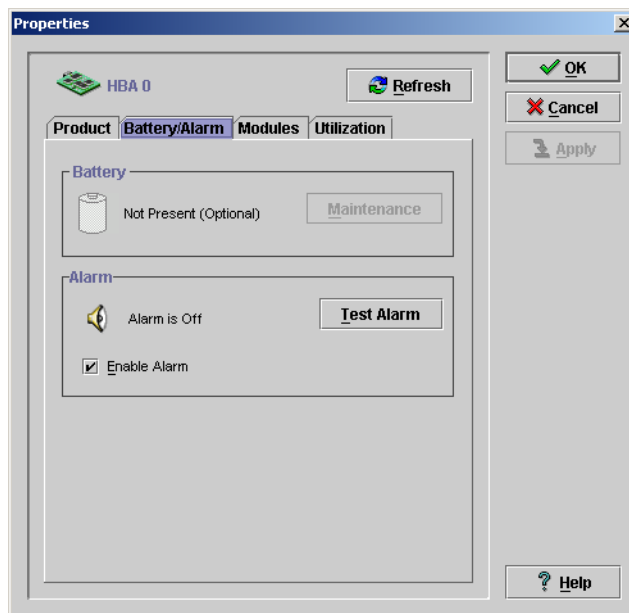 Properties
HBA 0
Refresh
OK
Cancel
Apply
Product
Battery/Alarm
Modules
Utilization
Battery
Not Present (Optional)
Maintenance
Alarm
Alarm is Off
Test Alarm
Enable Alarm
Help